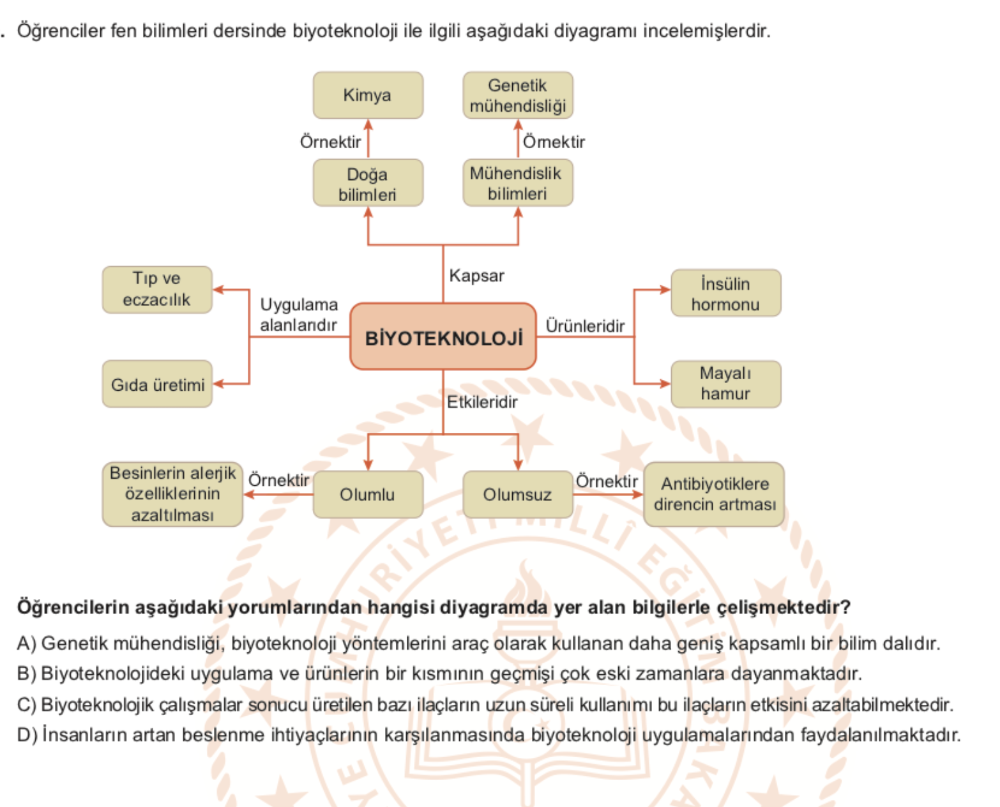 . Öğrenciler fen bilimleri dersinde biyoteknoloji ile ilgili aşağıdaki diyagramı incelemişlerdir.
Kimya
Genetik
mühendisliği
Örnektir
Örnektir
Doğa
bilimleri
Mühendislik
bilimleri
Kapsar
Tıp ve
eczacılık
Uygulama
alanlarıdır
BİYOTEKNOLOJİ
Ürünleridir
İnsülin
hormonu
Gıda üretimi
Mayalı
hamur
Etkileridir
Besinlerin alerjik
özelliklerinin
azaltılması
Örnektir
Olumlu
Olumsuz
Örnektir
Antibiyotiklere
direncin artması
Öğrencilerin aşağıdaki yorumlarından hangisi diyagramda yer alan bilgilerle çelişmektedir?
A) Genetik mühendisliği, biyoteknoloji yöntemlerini araç olarak kullanan daha geniş kapsamlı bir bilim dalıdır.
B) Biyoteknolojideki uygulama ve ürünlerin bir kısmının geçmişi çok eski zamanlara dayanmaktadır.
C) Biyoteknolojik çalışmalar sonucu üretilen bazı ilaçların uzun süreli kullanımı bu ilaçların etkisini azaltabilmektedir.
D) İnsanların artan beslenme ihtiyaçlarının karşılanmasında biyoteknoloji uygulamalarından faydalanılmaktadır.